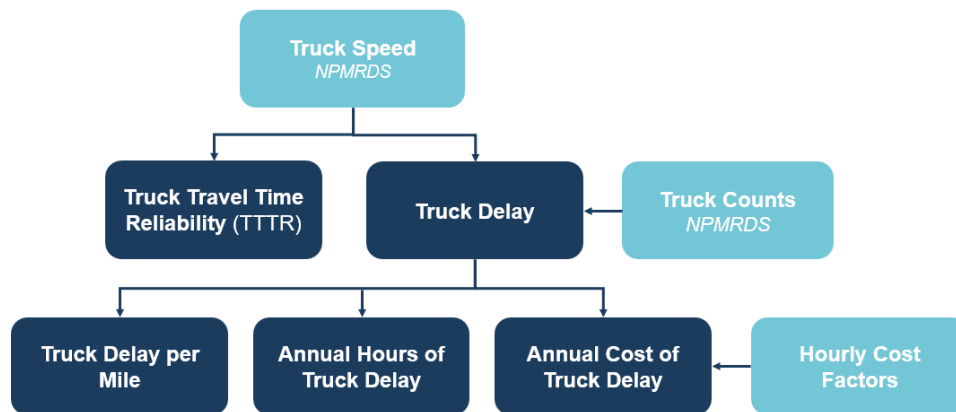 Truck Speed
NPMRDS
Truck Travel Time
Reliability (TTTR)
Truck Delay
Truck Counts
NPMRDS
Truck Delay per
Mile
Annual Hours of
Truck Delay
Annual Cost of
Truck Delay
Hourly Cost
Factors